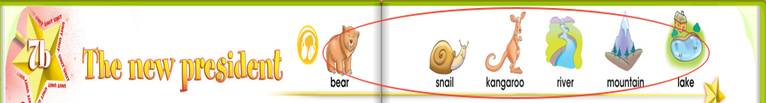 7b
The new president
bear snail kangaroo river mountain lake